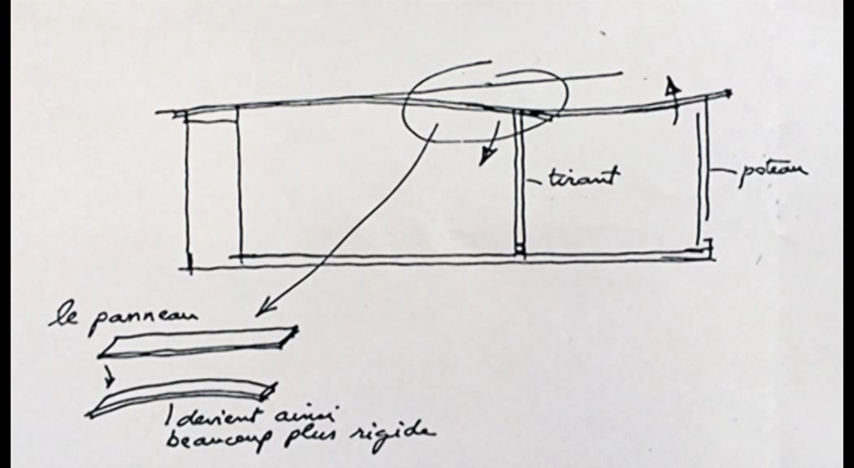 tirant
poteau
le panneau
devient ainsi
beaucoup plus rigide